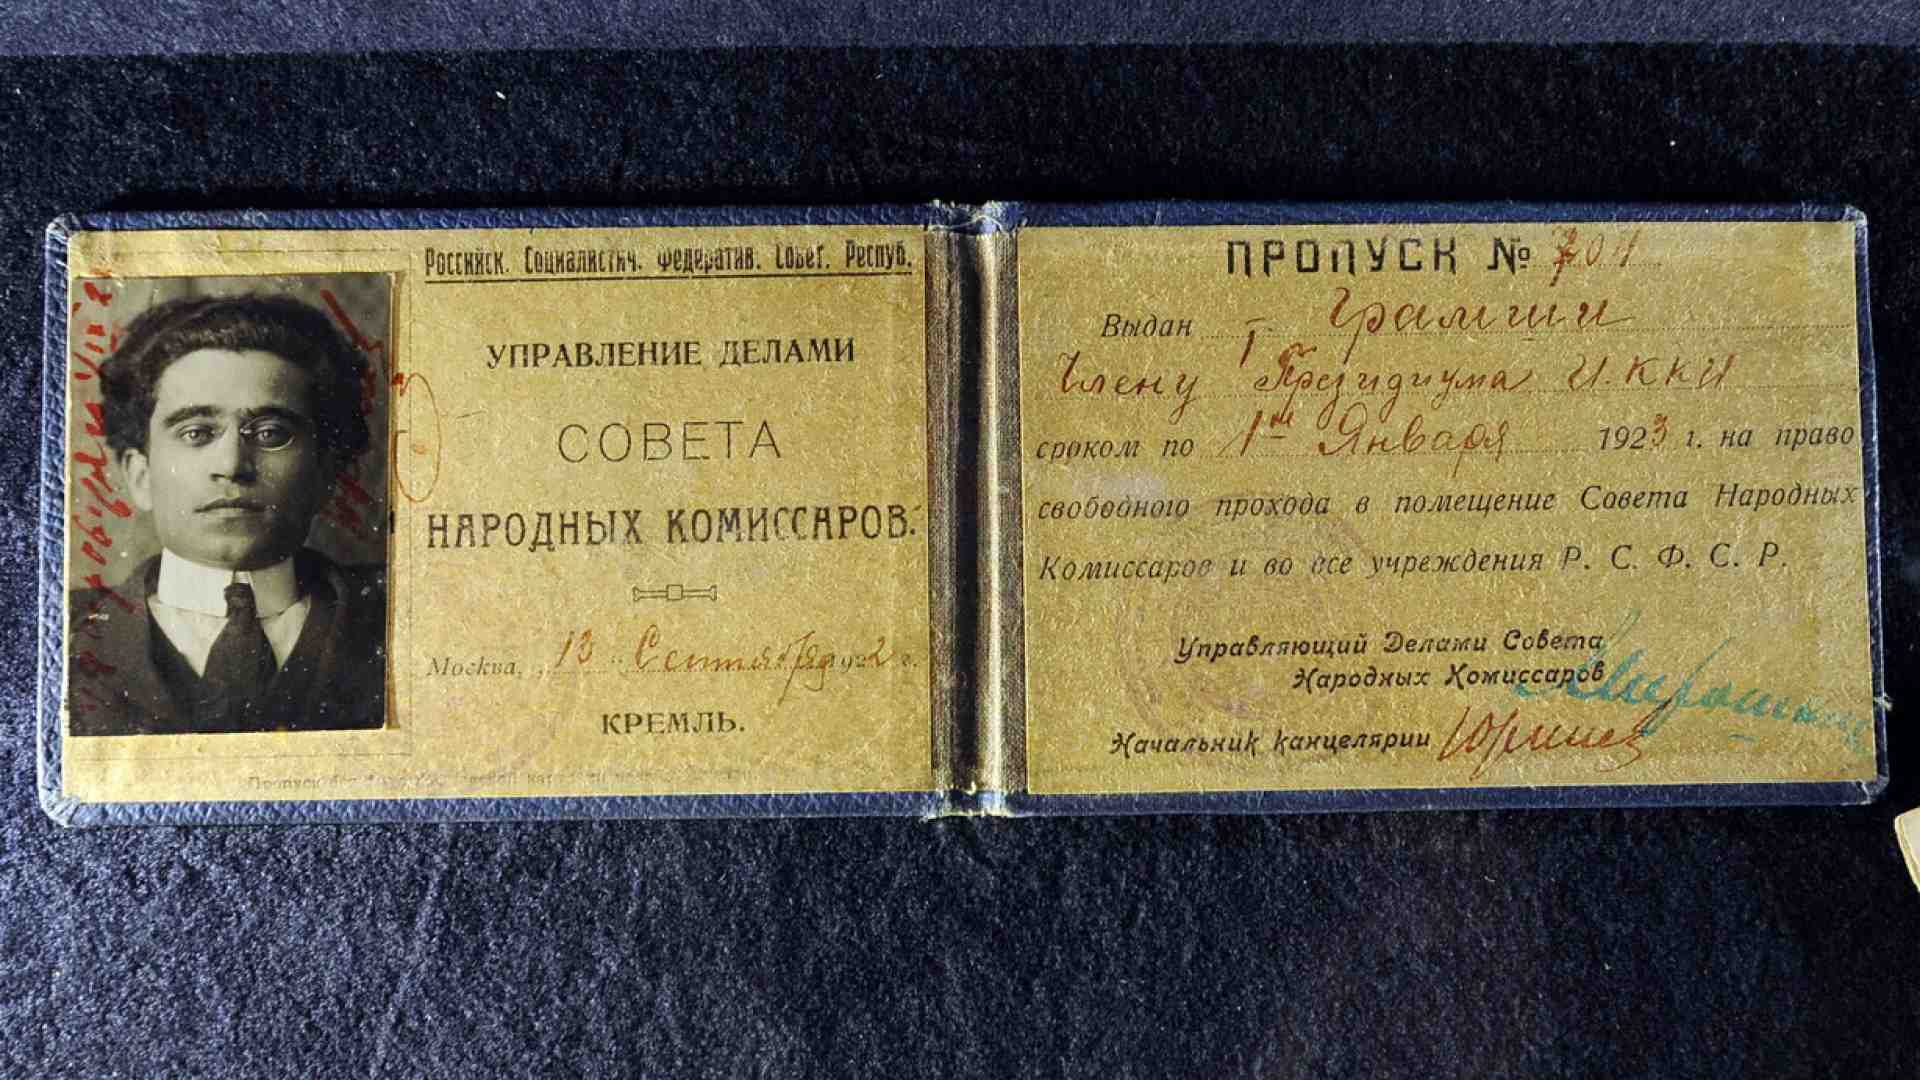 Российск. Социалистич. Федератив. Совет. Респуб.
УПРАВЛЕНИЕ ДЕЛАМИ
СОВЕТА
НАРОДНЫХ КОМИССАРОВ.
Москва, „13“ Сентября 1922 г.
КРЕМЛЬ.
ПРОПУСК № 704
Выдан т. Грамши
Члену Президиума И.ККИ
сроком по 1ое Января 1923 г. на право
свободного прохода в помещение Совета Народных
Комиссаров и во все учреждения Р. С. Ф. С. Р.
Управляющий Делами Совета
Народных Комиссаров
Начальник канцелярии